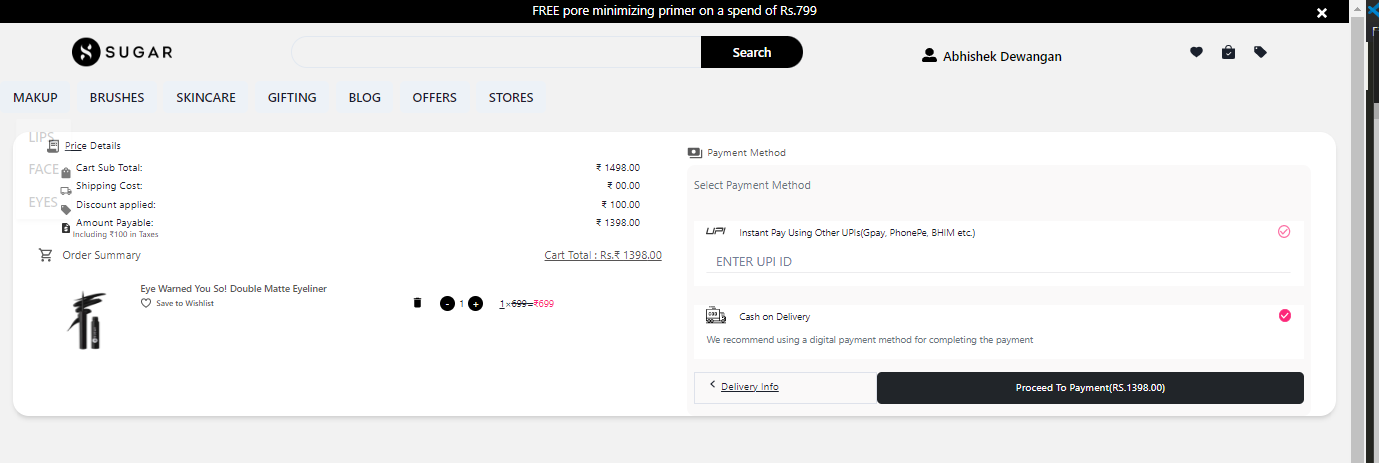 FREE pore minimizing primer on a spend of Rs.799
SUGAR
Search
Abhishek Dewangan
MAKUP BRUSHES SKINCARE GIFTING BLOG OFFERS STORES
LIPS
FACE
EYES
Price Details
Cart Sub Total: ₹ 1498.00
Shipping Cost: ₹ 00.00
Discount applied: ₹ 100.00
Amount Payable: ₹ 1398.00
Including ₹100 in Taxes
Order Summary Cart Total : Rs.₹ 1398.00
Eye Warned You So! Double Matte Eyeliner
Save to Wishlist
- 1 + 1×699=₹699
Payment Method
Select Payment Method
UPI Instant Pay Using Other UPIs(Gpay, PhonePe, BHIM etc.)
ENTER UPI ID
COD Cash on Delivery
We recommend using a digital payment method for completing the payment
Delivery Info
Proceed To Payment(RS.1398.00)